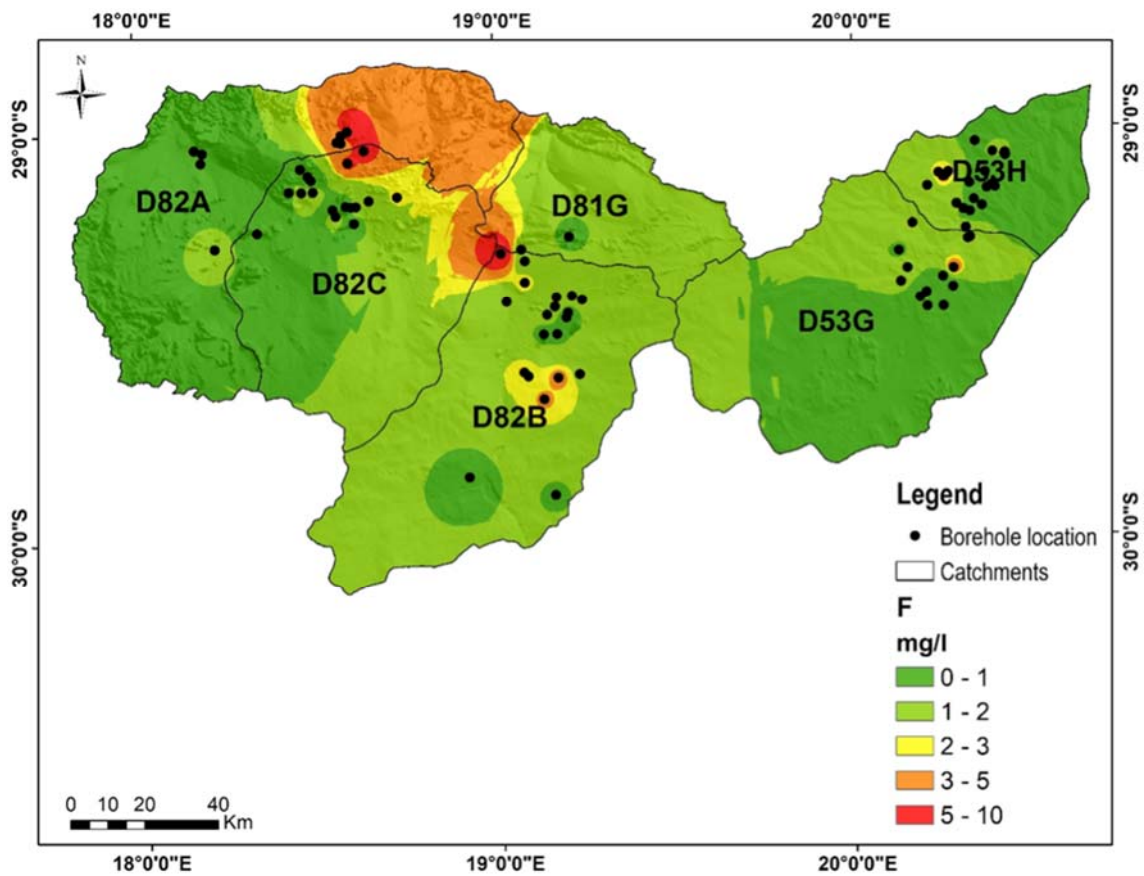 18°0'0"E 19°0'0"E 20°0'0"E
N
29°0'0"S
29°0'0"S
D53H
D82A
D81G
D82C
D53G
D82B
30°0'0"S
30°0'0"S
Legend
Borehole location
Catchments
F
mg/l
0 - 1
1 - 2
2 - 3
3 - 5
5 - 10
0 10 20 40
Km
18°0'0"E 19°0'0"E 20°0'0"E